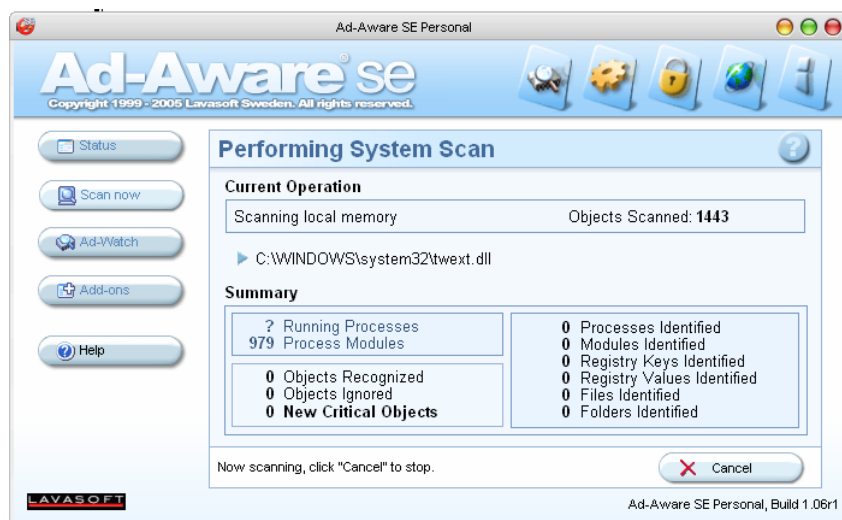 Ad-Aware SE Personal
Ad-Aware se
Copyright 1999 - 2005 Lavasoft Sweden. All rights reserved.
Status
Scan now
Ad-Watch
Add-ons
Help
LAVASOFT
Performing System Scan
?
Current Operation
Scanning local memory Objects Scanned: 1443
C:\WINDOWS\system32\twext.dll
Summary
? Running Processes
979 Process Modules
0 Objects Recognized
0 Objects Ignored
0 New Critical Objects
0 Processes Identified
0 Modules Identified
0 Registry Keys Identified
0 Registry Values Identified
0 Files Identified
0 Folders Identified
Now scanning, click "Cancel" to stop.
Cancel
Ad-Aware SE Personal, Build 1.06r1